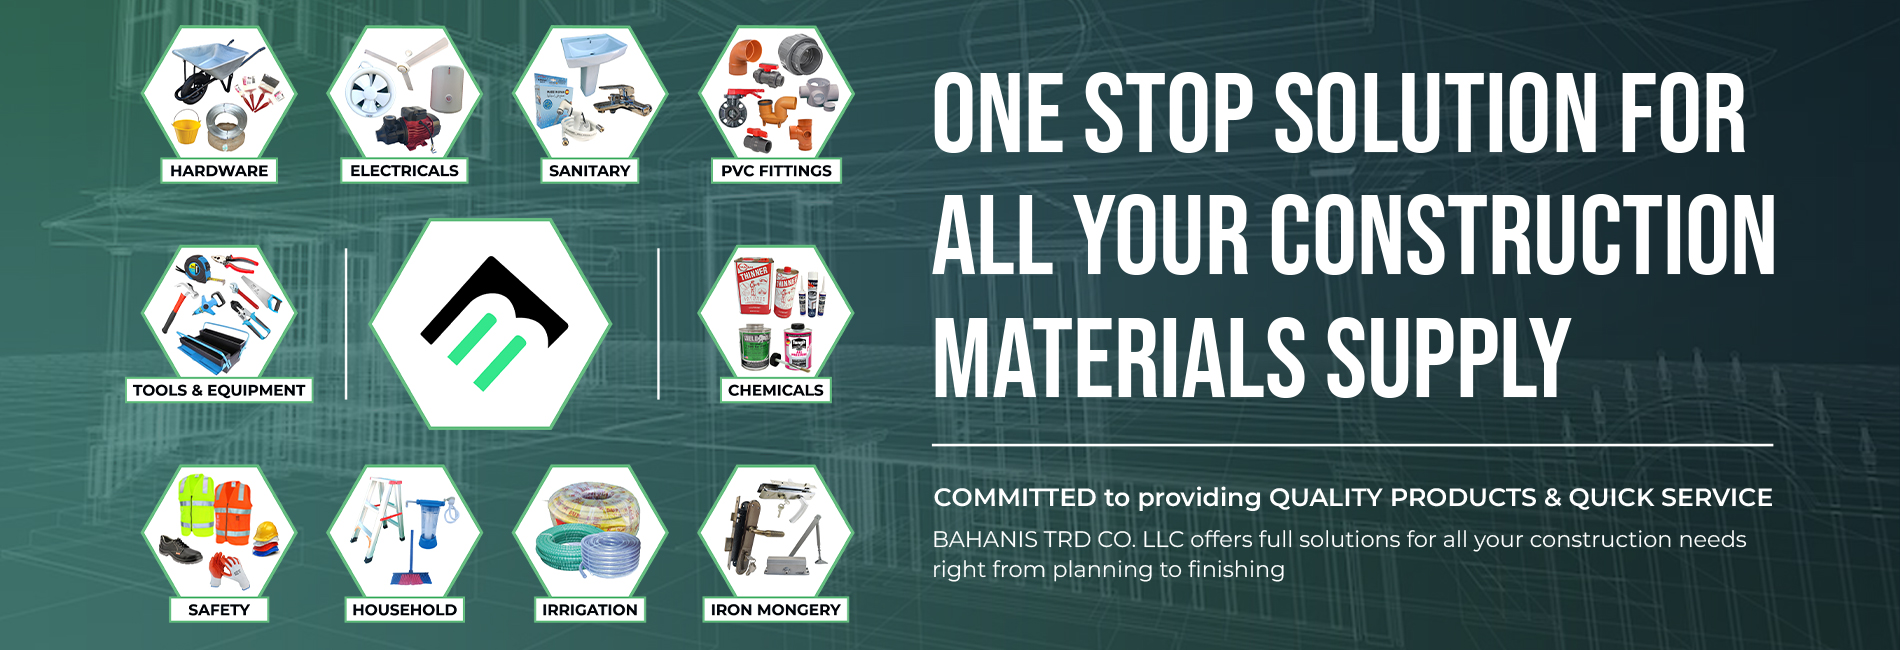 HARDWARE
ELECTRICALS
SANITARY
PVC FITTINGS
TOOLS & EQUIPMENT
CHEMICALS
THINNER
THINNER
SAFETY
HOUSEHOLD
IRRIGATION
IRON MONGERY
ONE STOP SOLUTION FOR
ALL YOUR CONSTRUCTION
MATERIALS SUPPLY
COMMITTED to providing QUALITY PRODUCTS & QUICK SERVICE
BAHANIS TRD CO. LLC offers full solutions for all your construction needs
right from planning to finishing